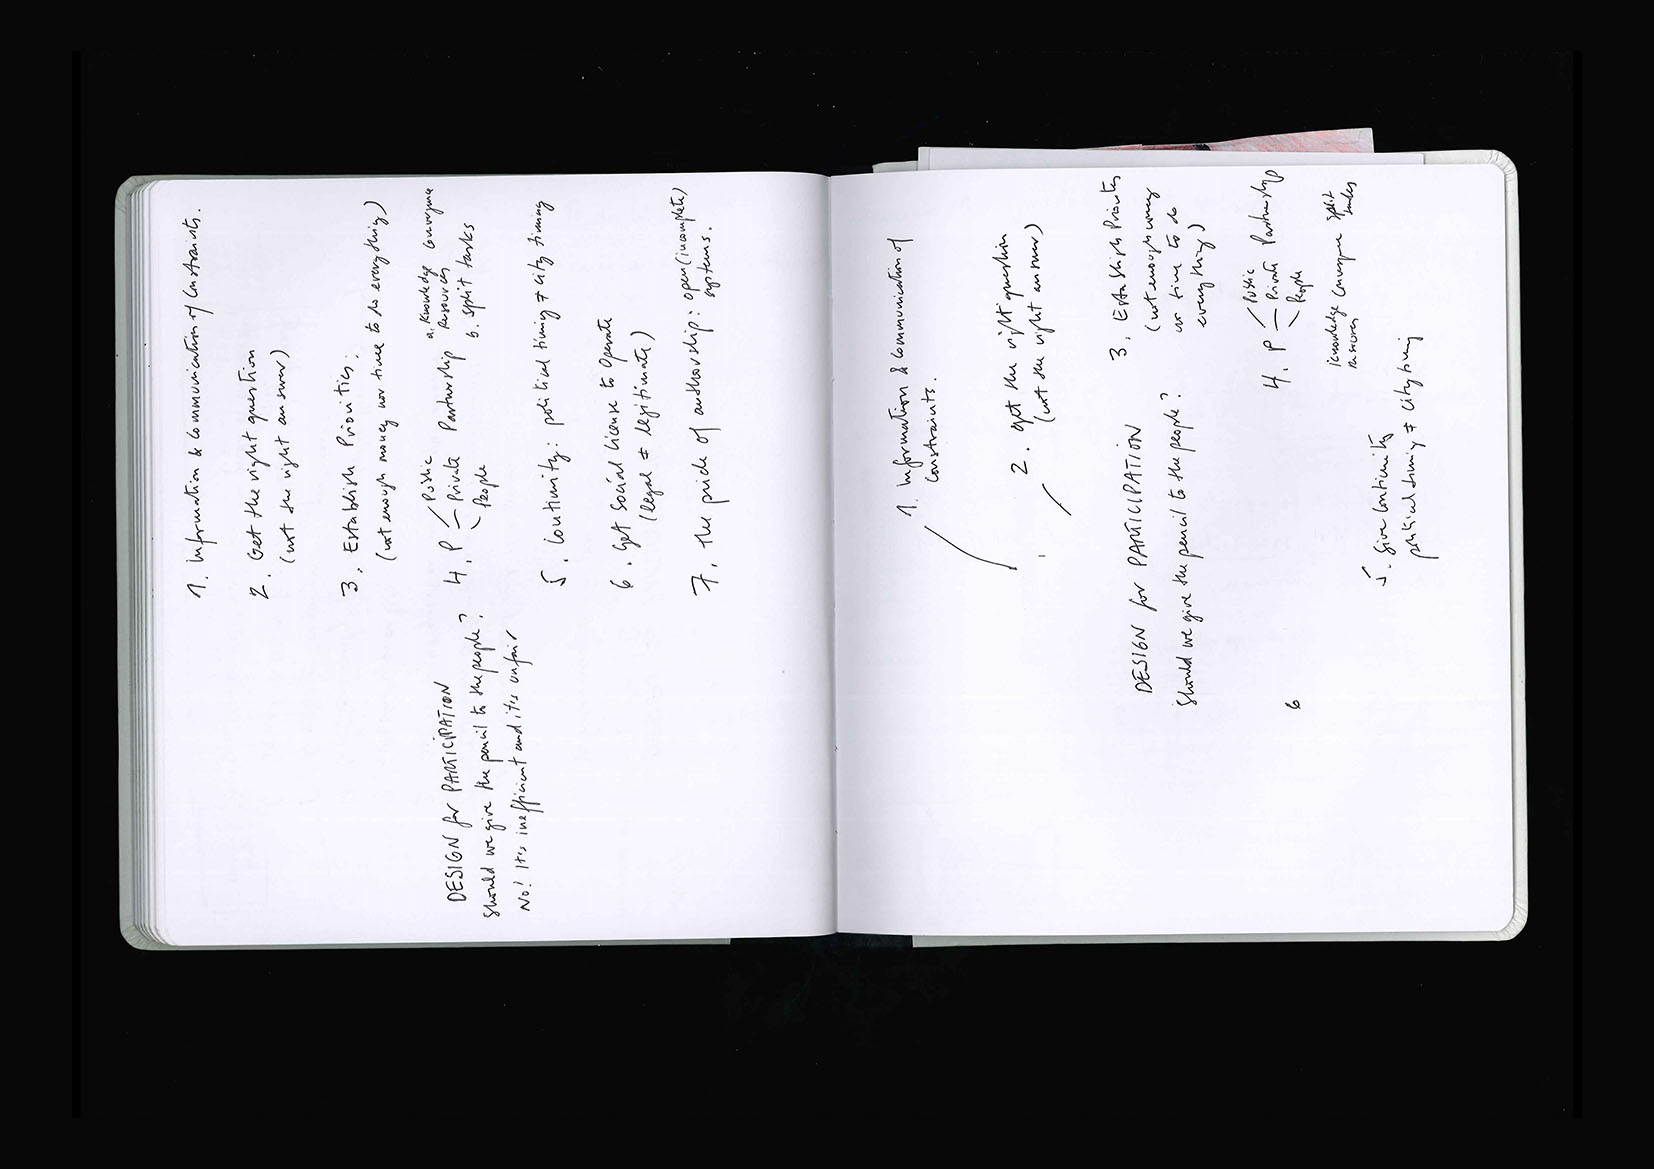 1. Information & Communication of Constraints.
2. Get the right question
(not the right answer)
3. Establish Priorities:
(not enough money nor time to do everything)
4. P
Public
Private
People
Partnership
a. Knowledge Convergence
Resources
b. split tasks
DESIGN for PARTICIPATION
Should we give the pencil to the people?
No! It's inefficient and it's unfair
5. Continuity: political timing ≠ city timing
6. Get Social License to Operate
(legal ≠ legitimate)
7. The pride of authorship: open (incomplete)
systems.
1. Information & Communication of
Constraints.
2. get the right question
(not the right answer)
3. Establish Priorities
(not enough money
nor time to do
everything)
DESIGN for PARTICIPATION
Should we give the pencil to the people?
4. P
Public
Private
People
Partnership
Knowledge Convergence
resources
split
tasks
5. Give Continuity
political timing ≠ city timing
6